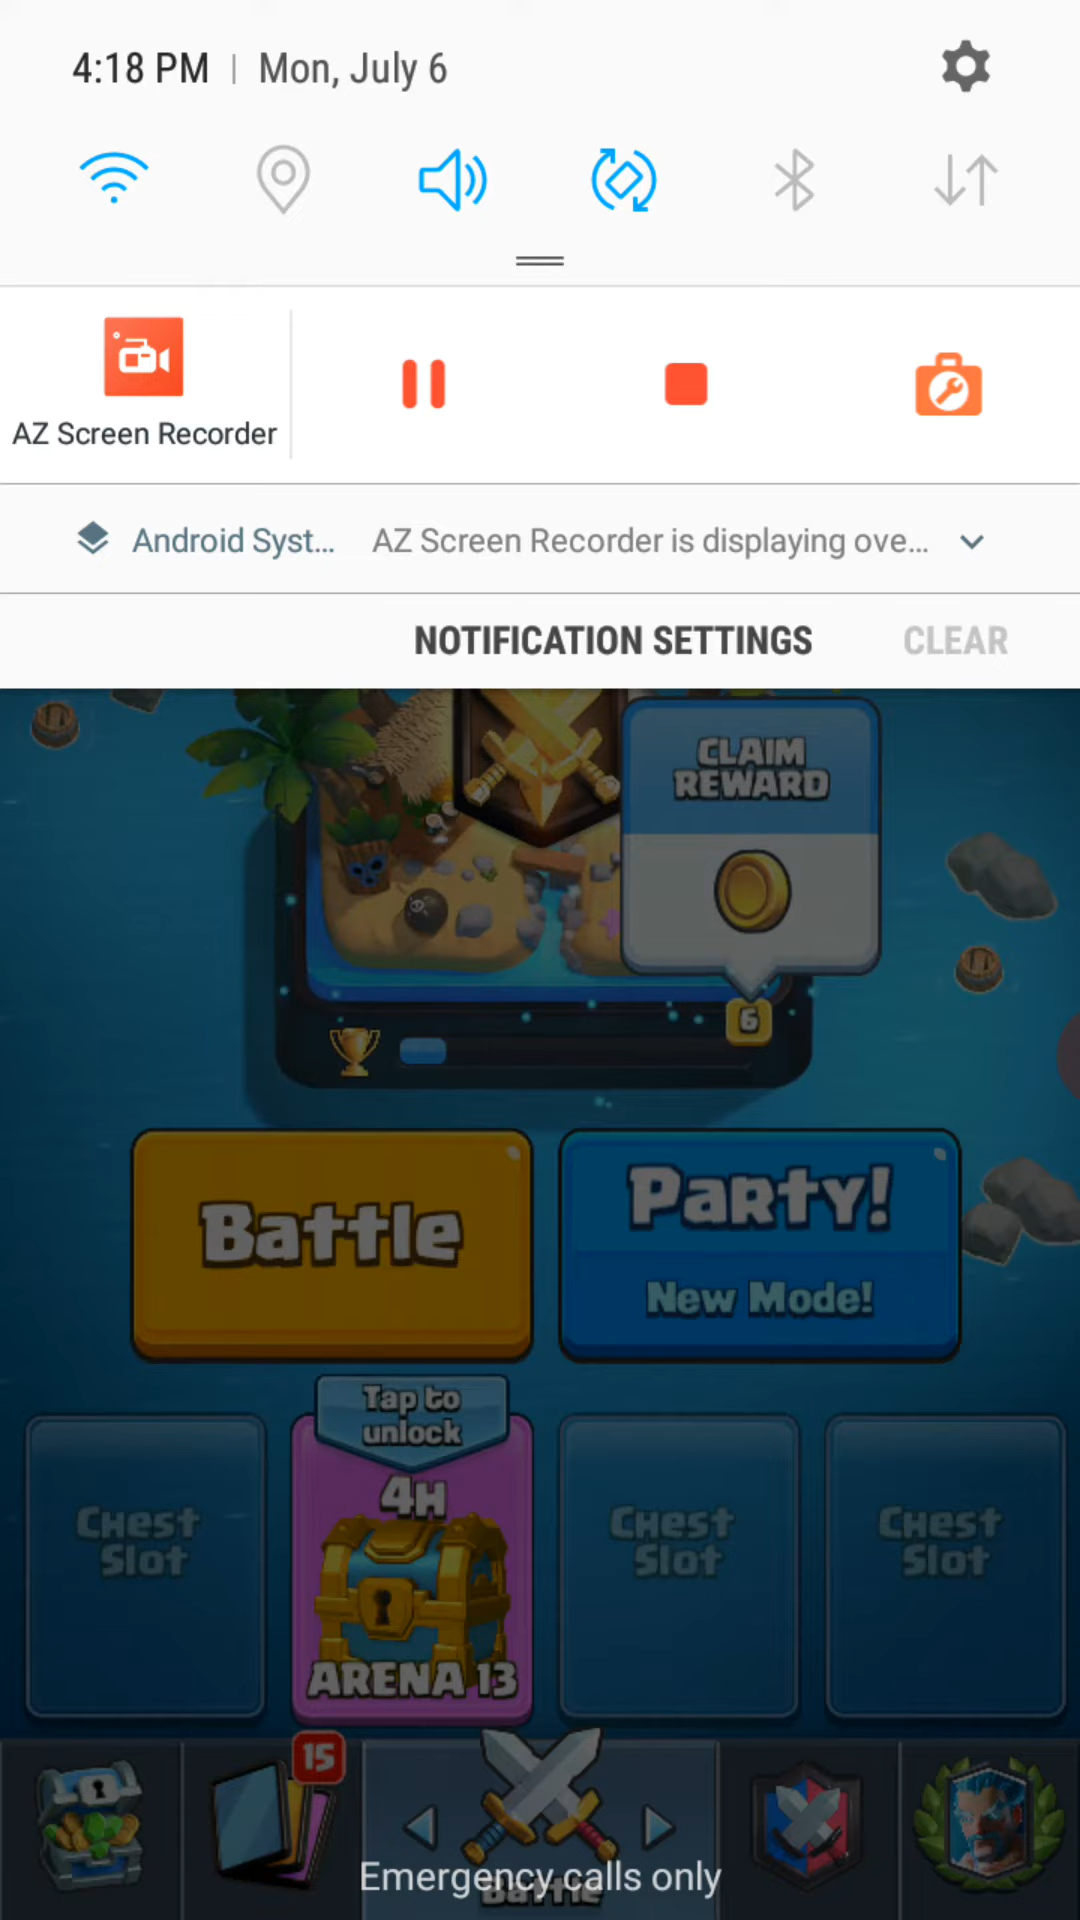 4:18 PM | Mon, July 6
AZ Screen Recorder
Android Syst... AZ Screen Recorder is displaying ove...
NOTIFICATION SETTINGS CLEAR
CLAIM
REWARD
6
Battle
Party!
New Mode!
Chest
Slot
Tap to
unlock
4H
ARENA 13
Chest
Slot
Chest
Slot
15
Battle
Emergency calls only